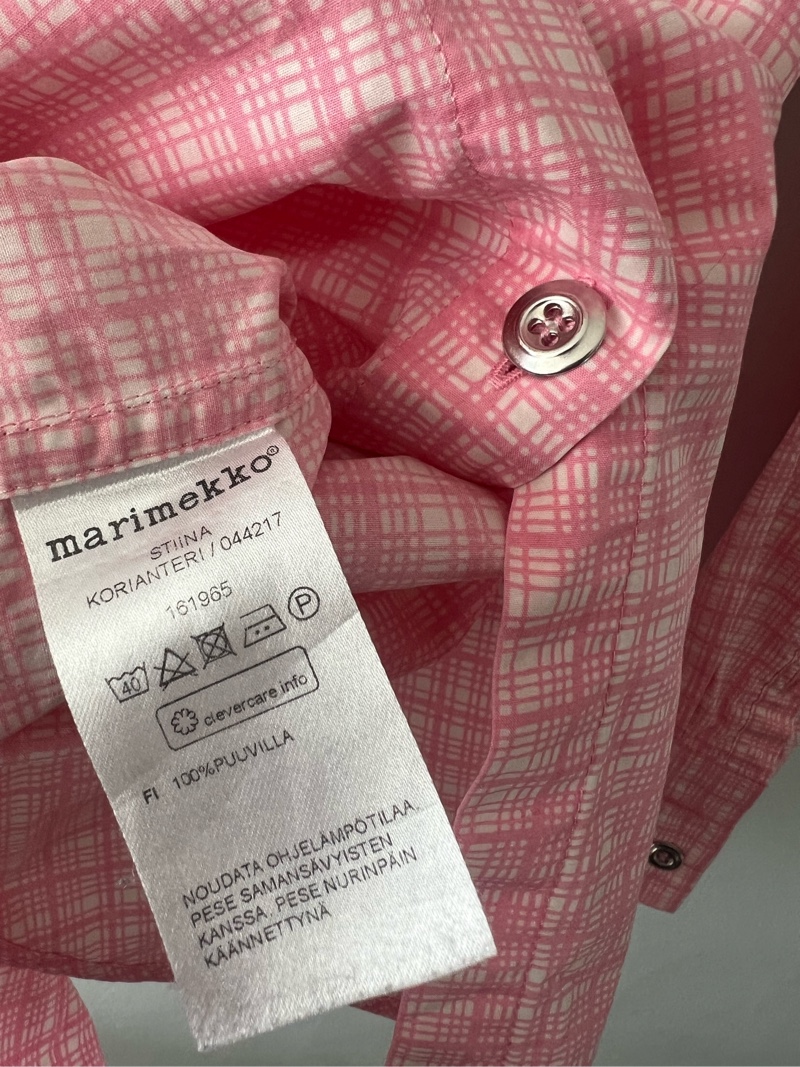 marimekko®
STIINA
KORIANTERI / 044217
161965
40 P
clevercare.info
FI 100%PUUVILLA
NOUDATA OHJELÄMPÖTILAA.
PESE SAMANSÄVYISTEN
KANSSA. PESE NURINPÄIN
KÄÄNNETTYNÄ